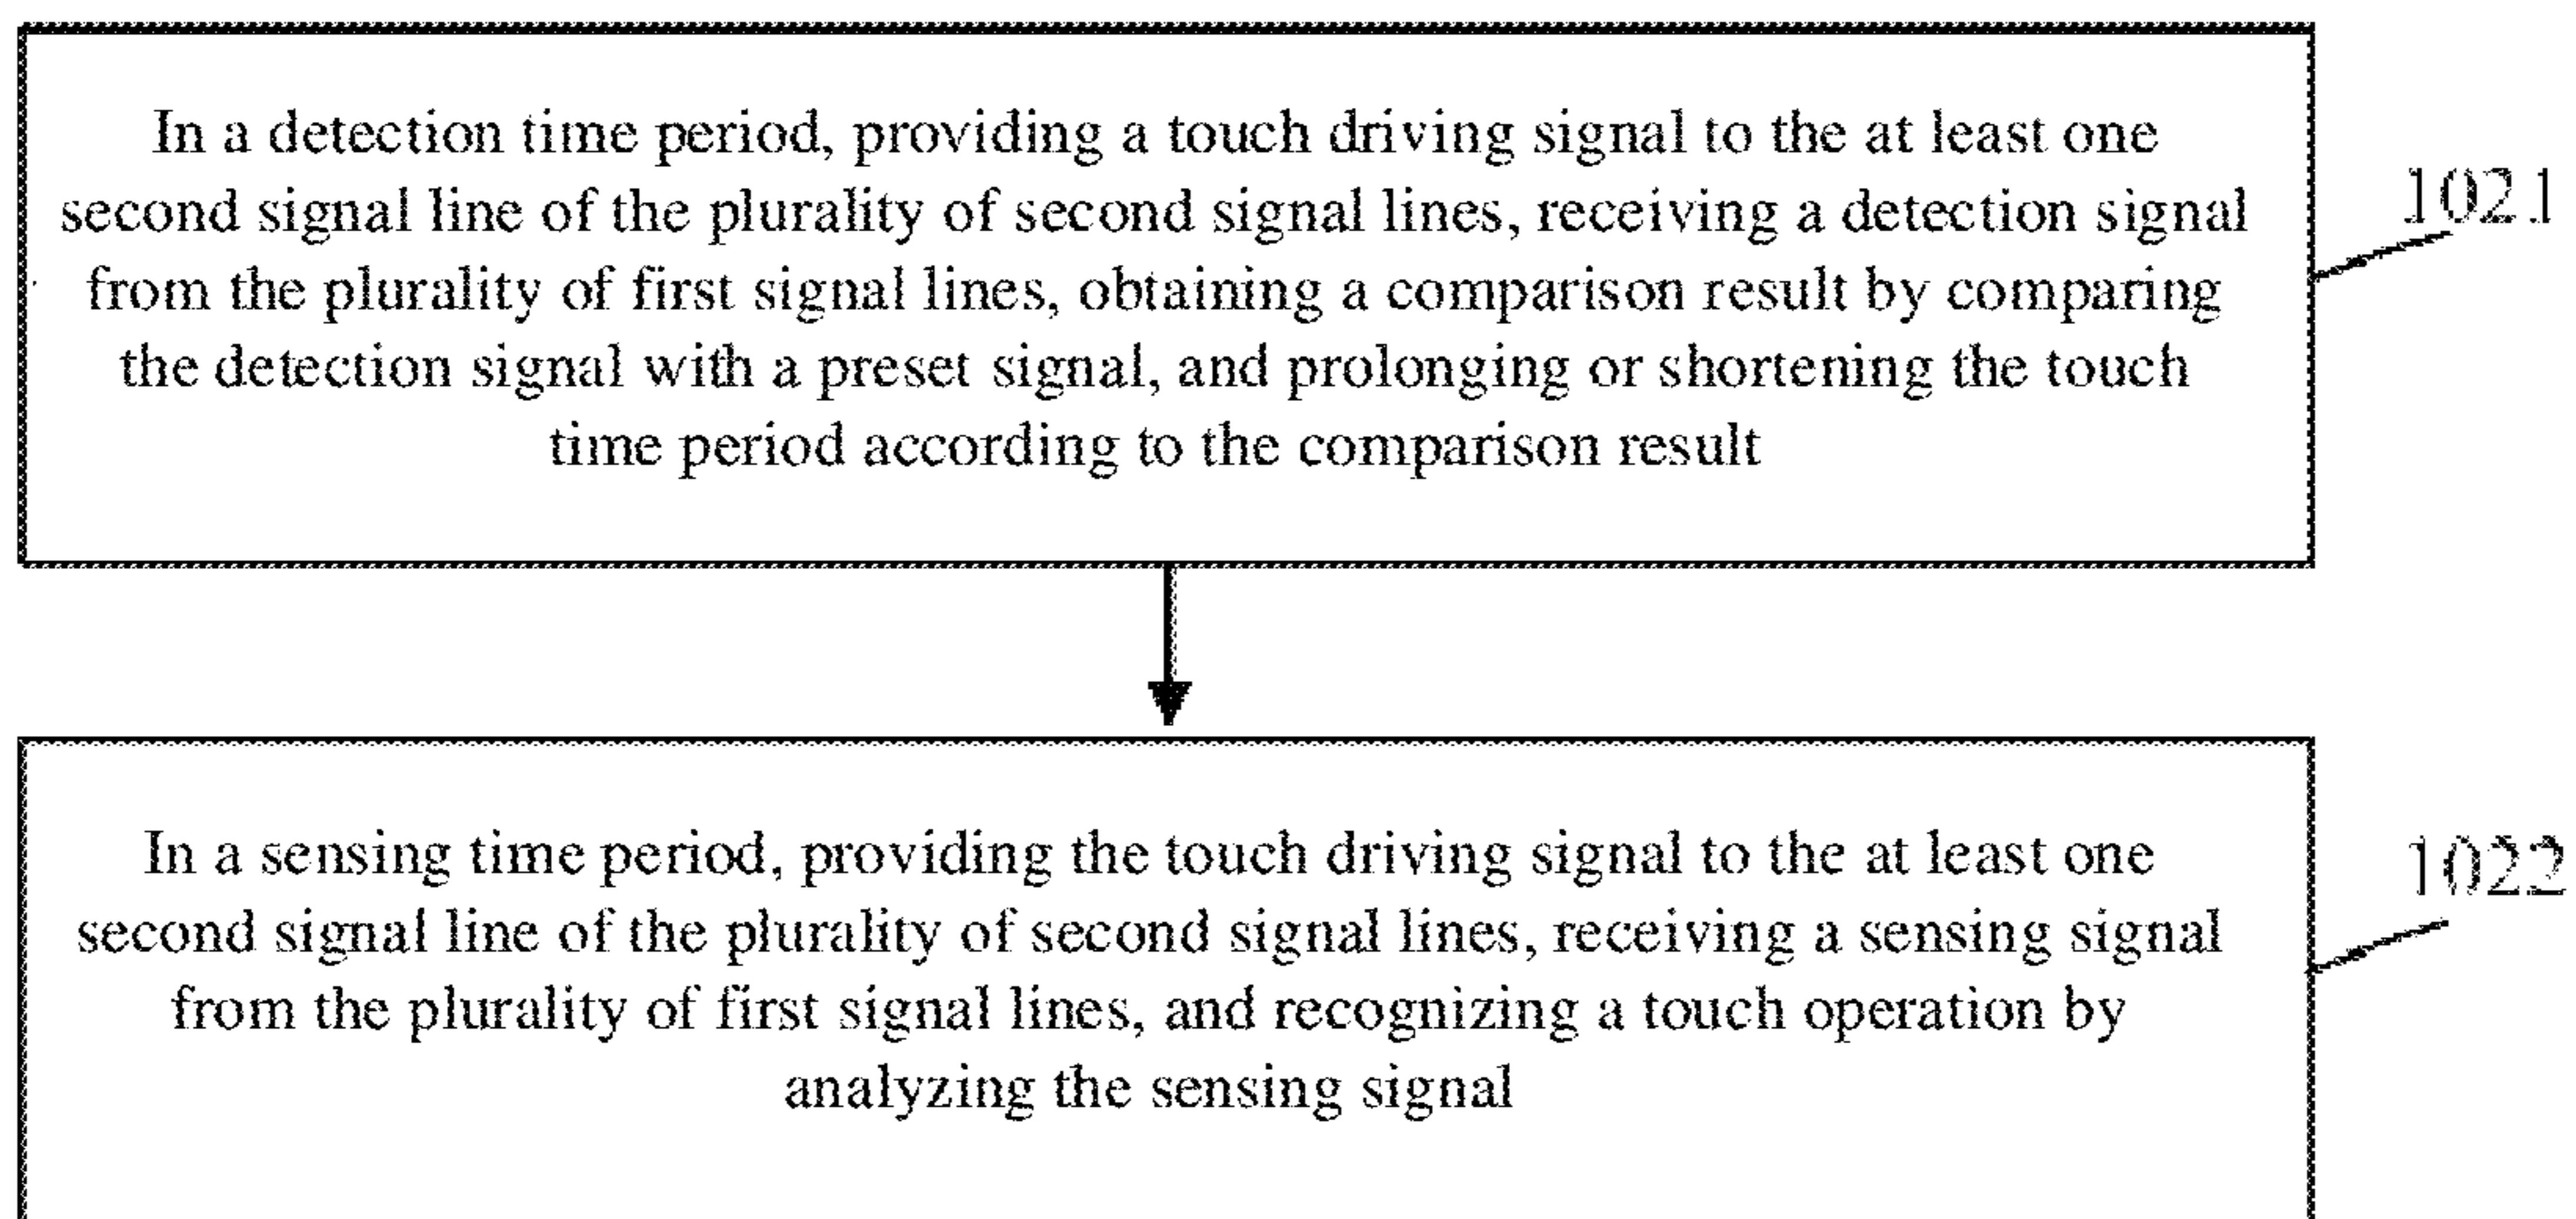 In a detection time period, providing a touch driving signal to the at least one
second signal line of the plurality of second signal lines, receiving a detection signal
from the plurality of first signal lines, obtaining a comparison result by comparing
the detection signal with a preset signal, and prolonging or shortening the touch
time period according to the comparison result
1021
In a sensing time period, providing the touch driving signal to the at least one
second signal line of the plurality of second signal lines, receiving a sensing signal
from the plurality of first signal lines, and recognizing a touch operation by
analyzing the sensing signal
1022